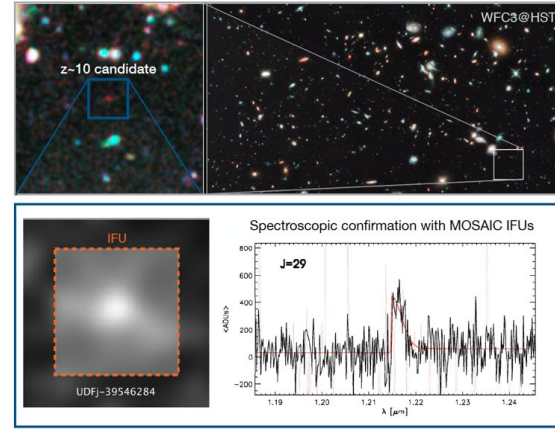 WFC3@HST
z~10 candidate
IFU
UDFj-39546284
Spectroscopic confirmation with MOSAIC IFUs
J=29
<ADUs>
800
600
400
200
0
-200
1.19
1.20
1.21
1.22
1.23
1.24
λ [μm]